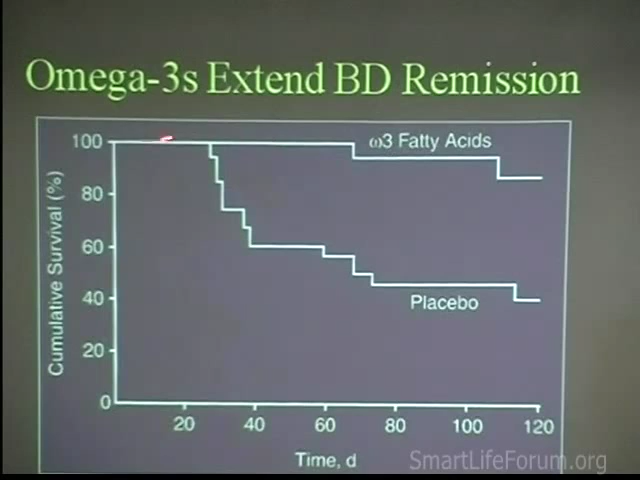 Omega-3s Extend BD Remission
ω3 Fatty Acids
Placebo
Cumulative Survival (%)
100
80
60
40
20
0
20 40 60 80 100 120
Time, d
SmartLifeForum.org